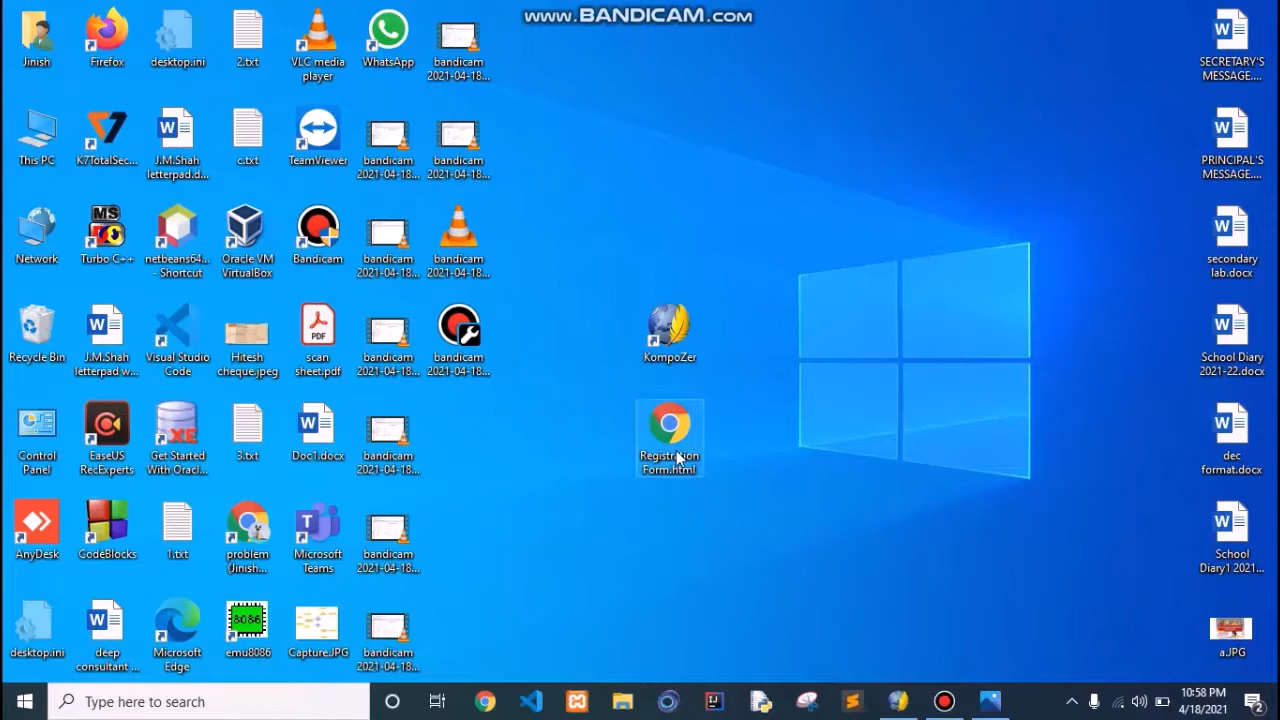 www.BANDICAM.com
Jinish
Firefox
desktop.ini
2.txt
VLC media
player
WhatsApp
bandicam
2021-04-18...
SECRETARY'S
MESSAGE....
This PC
K7TotalSec...
J.M.Shah
letterpad.d...
c.txt
TeamViewer
bandicam
2021-04-18...
bandicam
2021-04-18...
PRINCIPAL'S
MESSAGE....
Network
MS
Turbo C++
netbeans64...
- Shortcut
Oracle VM
VirtualBox
Bandicam
bandicam
2021-04-18...
bandicam
2021-04-18...
secondary
lab.docx
Recycle Bin
J.M.Shah
letterpad w...
Visual Studio
Code
Hitesh
cheque.jpeg
PDF
scan
sheet.pdf
bandicam
2021-04-18...
bandicam
2021-04-18...
KompoZer
School Diary
2021-22.docx
Control
Panel
EaseUS
RecExperts
XE
Get Started
With Oracl...
3.txt
Doc1.docx
bandicam
2021-04-18...
Registration
Form.html
dec
format.docx
AnyDesk
CodeBlocks
1.txt
problem
(Jinish...
Microsoft
Teams
bandicam
2021-04-18...
School
Diary1 2021...
desktop.ini
deep
consultant ...
Microsoft
Edge
8086
emu8086
Capture.JPG
bandicam
2021-04-18...
a.JPG
Type here to search
10:58 PM
4/18/2021
2